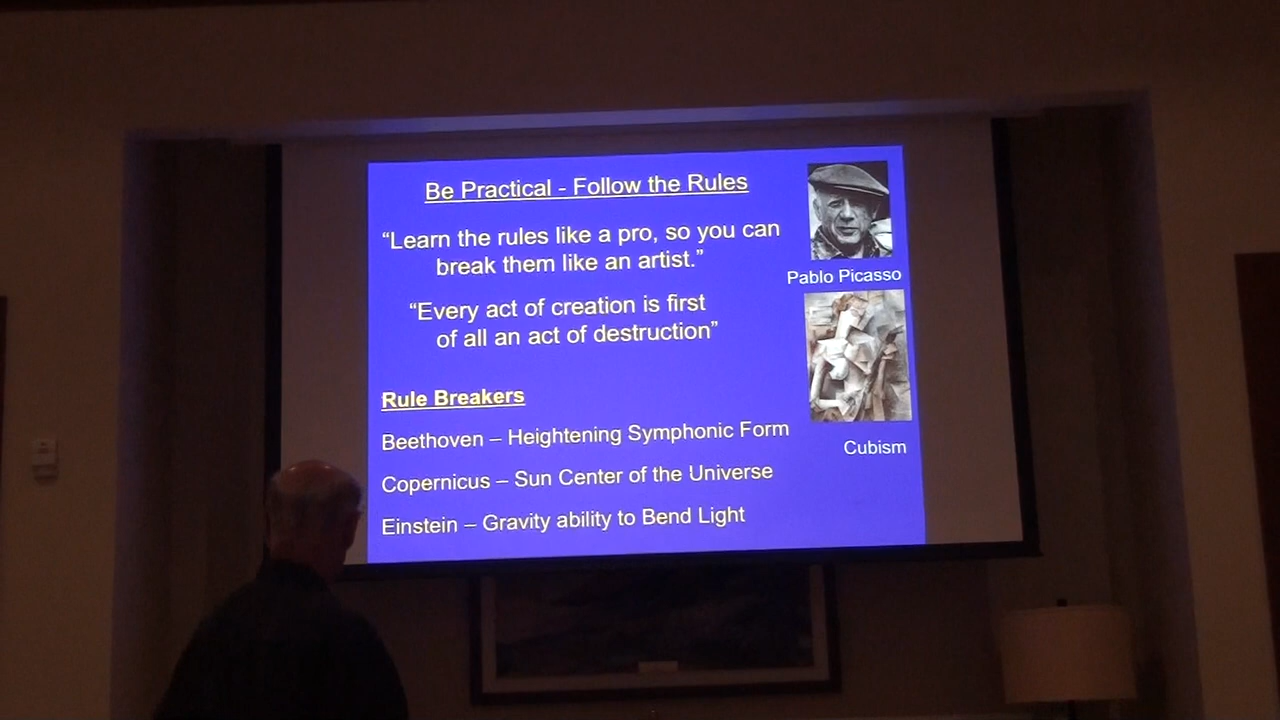 Be Practical - Follow the Rules
“Learn the rules like a pro, so you can
break them like an artist.”
Pablo Picasso
“Every act of creation is first
of all an act of destruction”
Rule Breakers
Beethoven – Heightening Symphonic Form
Cubism
Copernicus – Sun Center of the Universe
Einstein – Gravity ability to Bend Light